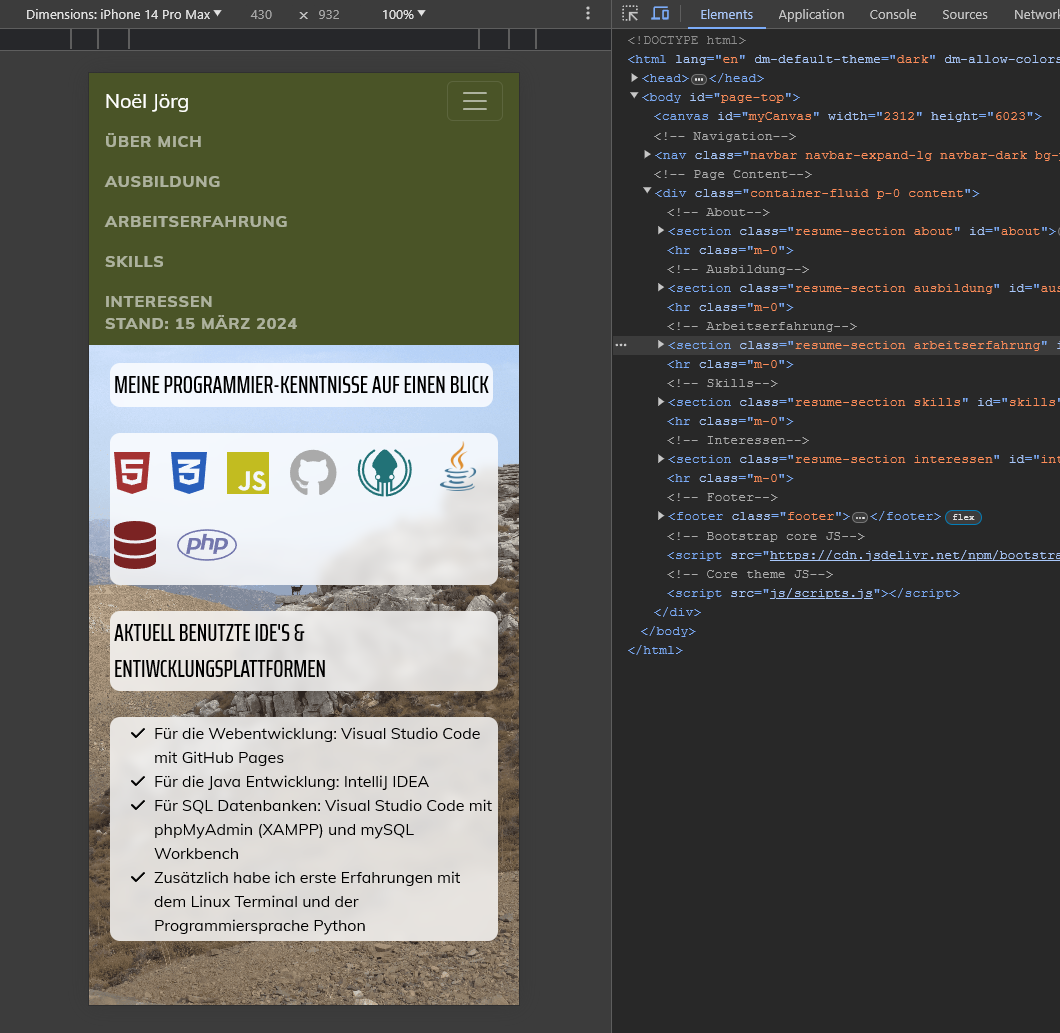 Dimensions: iPhone 14 Pro Max 430 × 932 100%
Elements Application Console Sources Network
Noël Jörg
ÜBER MICH
AUSBILDUNG
ARBEITSERFAHRUNG
SKILLS
INTERESSEN
STAND: 15 MÄRZ 2024
MEINE PROGRAMMIER-KENNTNISSE AUF EINEN BLICK
5
3
JS
php
AKTUELL BENUTZTE IDE'S &
ENTIWCKLUNGSPLATTFORMEN
Für die Webentwicklung: Visual Studio Code
mit GitHub Pages
Für die Java Entwicklung: IntelliJ IDEA
Für SQL Datenbanken: Visual Studio Code mit
phpMyAdmin (XAMPP) und mySQL
Workbench
Zusätzlich habe ich erste Erfahrungen mit
dem Linux Terminal und der
Programmiersprache Python
<!DOCTYPE html>
<html lang="en" dm-default-theme="dark" dm-allow-colors
<head>…</head>
<body id="page-top">
<canvas id="myCanvas" width="2312" height="6023">
<!-- Navigation-->
<nav class="navbar navbar-expand-lg navbar-dark bg-
<!-- Page Content-->
<div class="container-fluid p-0 content">
<!-- About-->
<section class="resume-section about" id="about">
<hr class="m-0">
<!-- Ausbildung-->
<section class="resume-section ausbildung" id="aus
<hr class="m-0">
<!-- Arbeitserfahrung-->
<section class="resume-section arbeitserfahrung" i
<hr class="m-0">
<!-- Skills-->
<section class="resume-section skills" id="skills"
<hr class="m-0">
<!-- Interessen-->
<section class="resume-section interessen" id="int
<hr class="m-0">
<!-- Footer-->
<footer class="footer">…</footer> flex
<!-- Bootstrap core JS-->
<script src="https://cdn.jsdelivr.net/npm/bootstra
<!-- Core theme JS-->
<script src="js/scripts.js"></script>
</div>
</body>
</html>